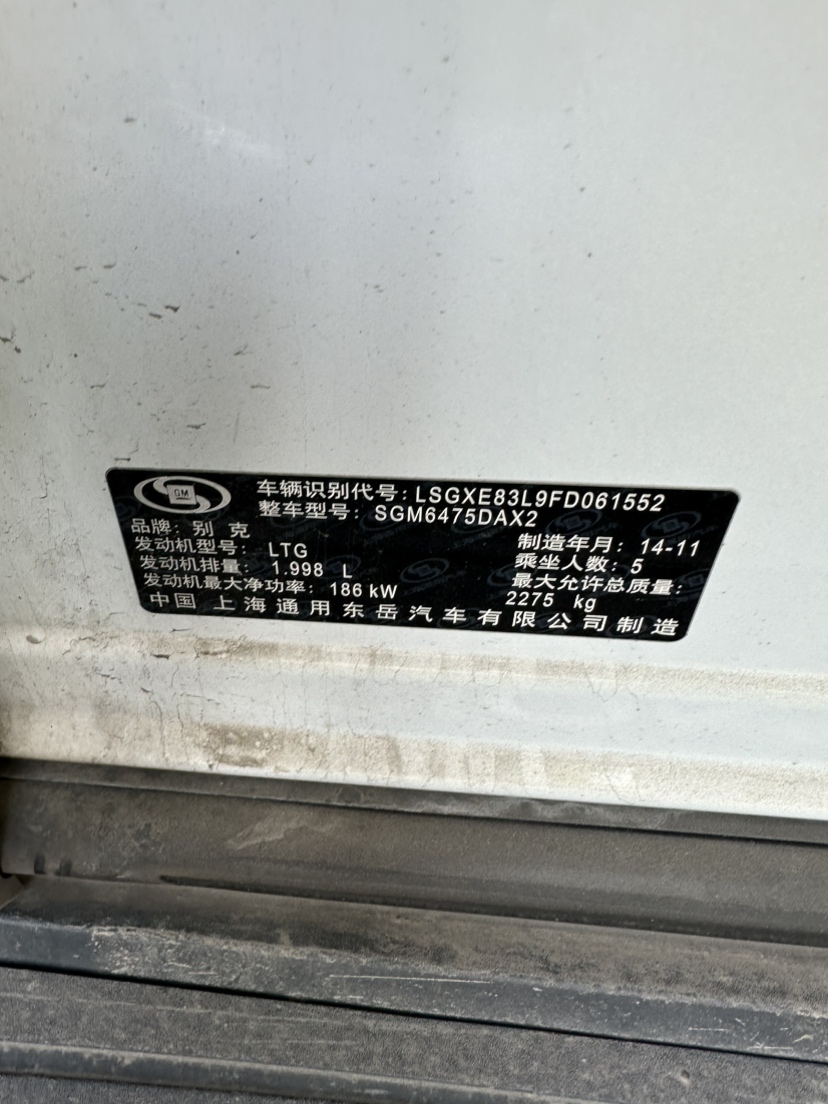 GM
车辆识别代号: LSGXE83L9FD061552
整车型号: SGM6475DAX2
品牌: 别 克
发动机型号: LTG
制造年月: 14-11
发动机排量: 1.998 L
乘坐人数: 5
发动机最大净功率: 186 kW
最大允许总质量:
2275 kg
中国 上海通用东岳汽车有限公司制造